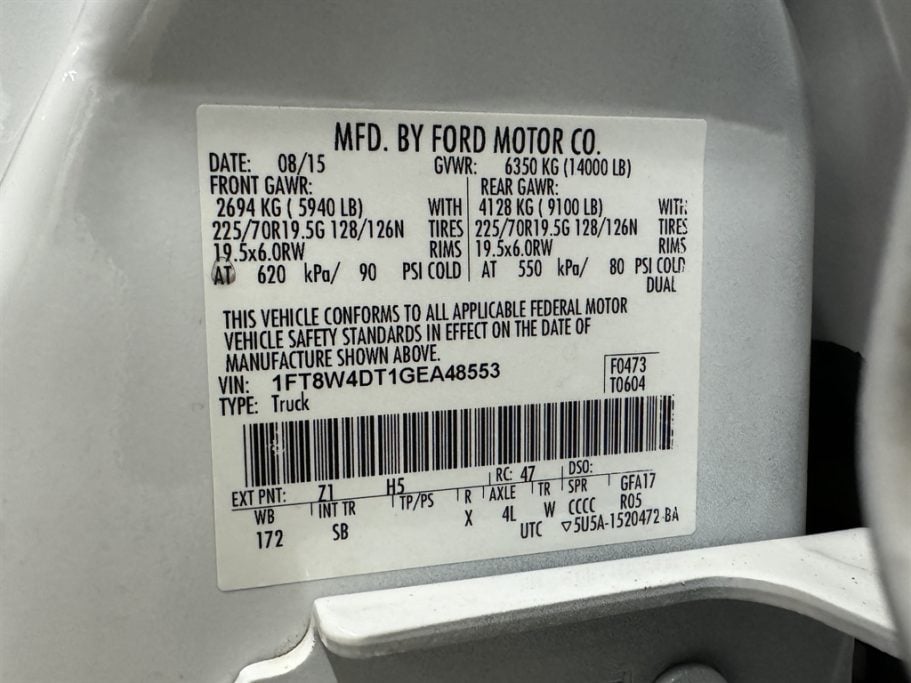 MFD. BY FORD MOTOR CO.
DATE: 08/15 GVWR: 6350 KG (14000 LB)
FRONT GAWR: REAR GAWR:
2694 KG ( 5940 LB) WITH 4128 KG ( 9100 LB) WITH
225/70R19.5G 128/126N TIRES 225/70R19.5G 128/126N TIRES
19.5x6.0RW RIMS 19.5x6.0RW RIMS
AT 620 kPa/ 90 PSI COLD AT 550 kPa/ 80 PSI COLD
DUAL
THIS VEHICLE CONFORMS TO ALL APPLICABLE FEDERAL MOTOR
VEHICLE SAFETY STANDARDS IN EFFECT ON THE DATE OF
MANUFACTURE SHOWN ABOVE.
VIN: 1FT8W4DT1GEA48553 F0473
TYPE: Truck T0604
EXT PNT: Z1 H5 RC: 47 DSO:
WB INT TR TP/PS R AXLE TR SPR GFA17
172 SB X 4L W CCCC R05
UTC ▽5U5A-1520472-BA